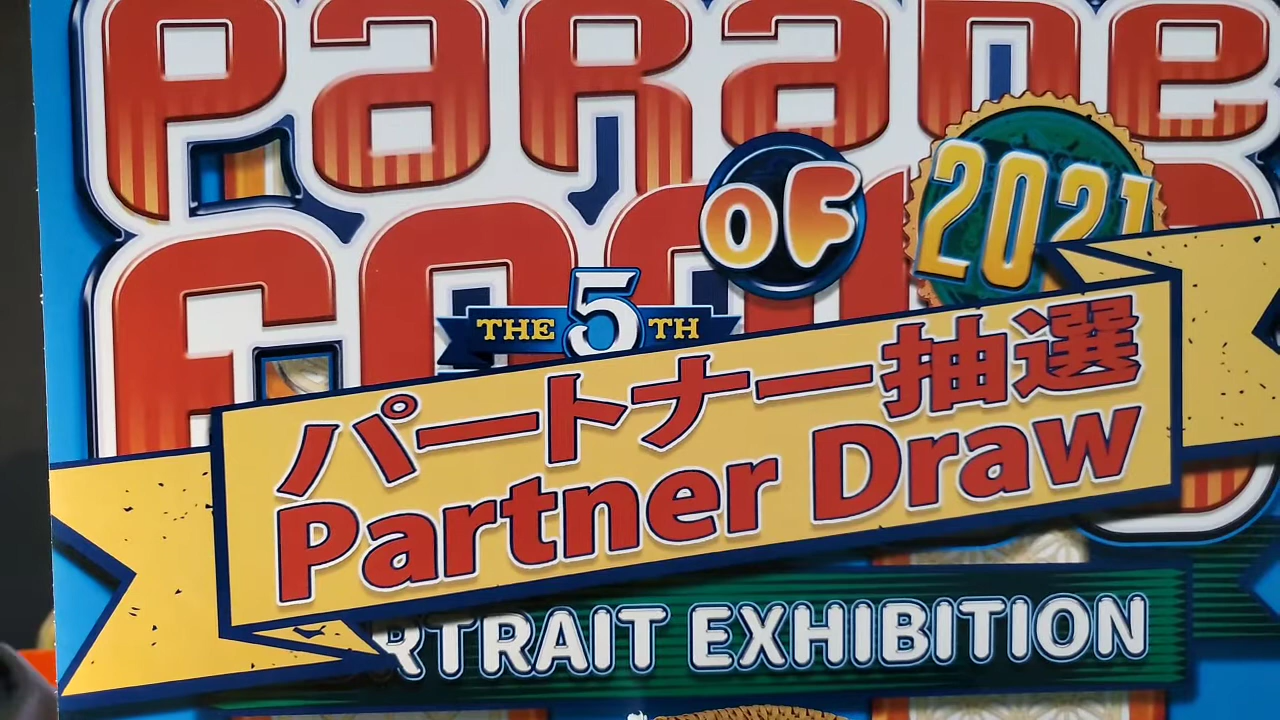 Parade
OF
2021
THE 5TH
パートナー抽選
Partner Draw
RTRAIT EXHIBITION